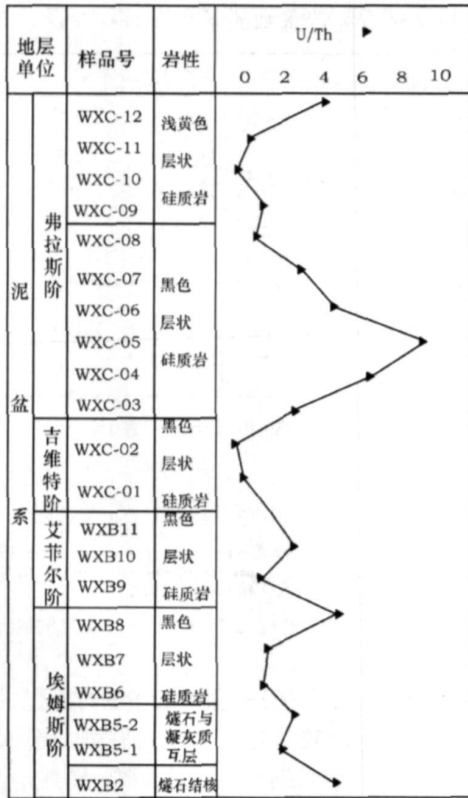 地层单位 样品号 岩性 U/Th
0 2 4 6 8 10
泥盆系
弗拉斯阶
WXC-12
WXC-11
WXC-10
WXC-09
浅黄色
层状
硅质岩
WXC-08
WXC-07
WXC-06
WXC-05
WXC-04
WXC-03
黑色
层状
硅质岩
吉维特阶
WXC-02
WXC-01
黑色
层状
硅质岩
艾菲尔阶
WXB11
WXB10
WXB9
黑色
层状
硅质岩
埃姆斯阶
WXB8
WXB7
WXB6
黑色
层状
硅质岩
WXB5-2
WXB5-1
燧石与
凝灰质
互层
WXB2
燧石结核